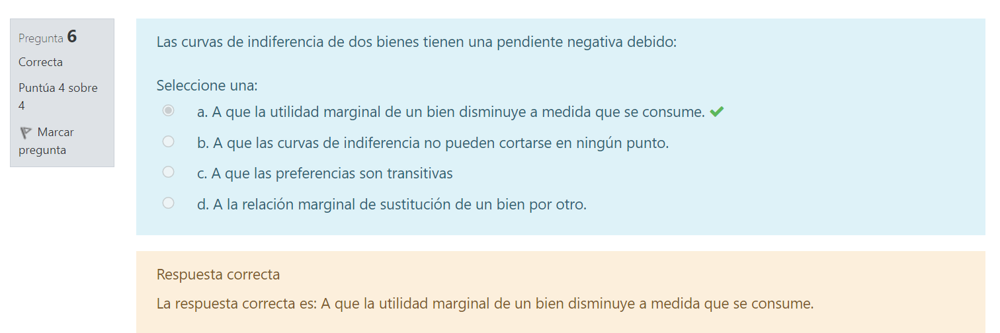 Pregunta 6
Correcta
Puntúa 4 sobre
4
Marcar
pregunta
Las curvas de indiferencia de dos bienes tienen una pendiente negativa debido:
Seleccione una:
a. A que la utilidad marginal de un bien disminuye a medida que se consume.
b. A que las curvas de indiferencia no pueden cortarse en ningún punto.
c. A que las preferencias son transitivas
d. A la relación marginal de sustitución de un bien por otro.
Respuesta correcta
La respuesta correcta es: A que la utilidad marginal de un bien disminuye a medida que se consume.